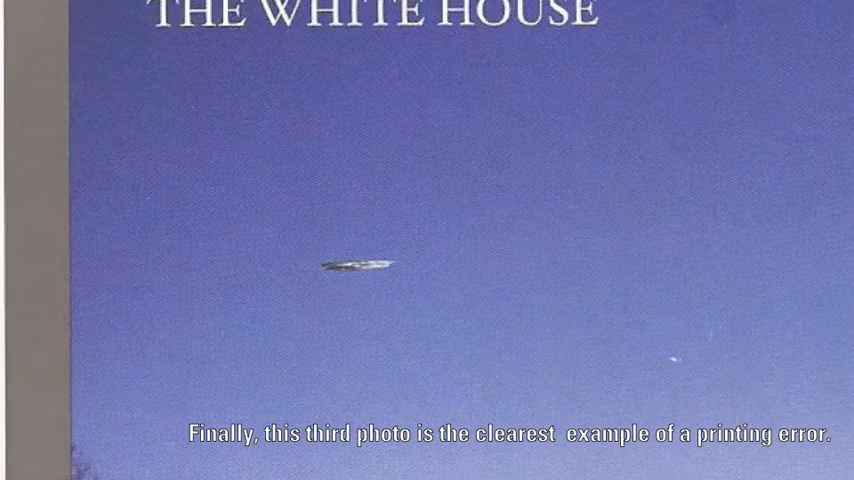 THE WHITE HOUSE
Finally, this third photo is the clearest example of a printing error.